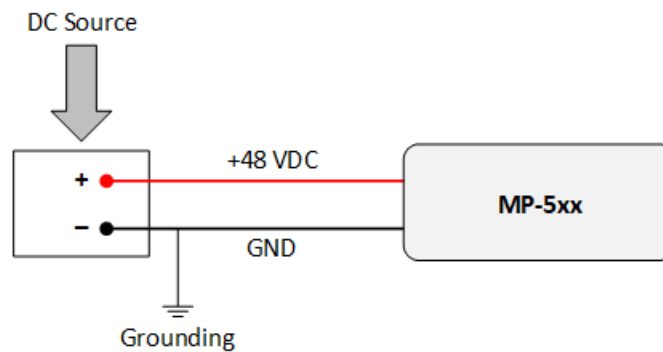 DC Source
+48 VDC
+
MP-5xx
−
GND
Grounding